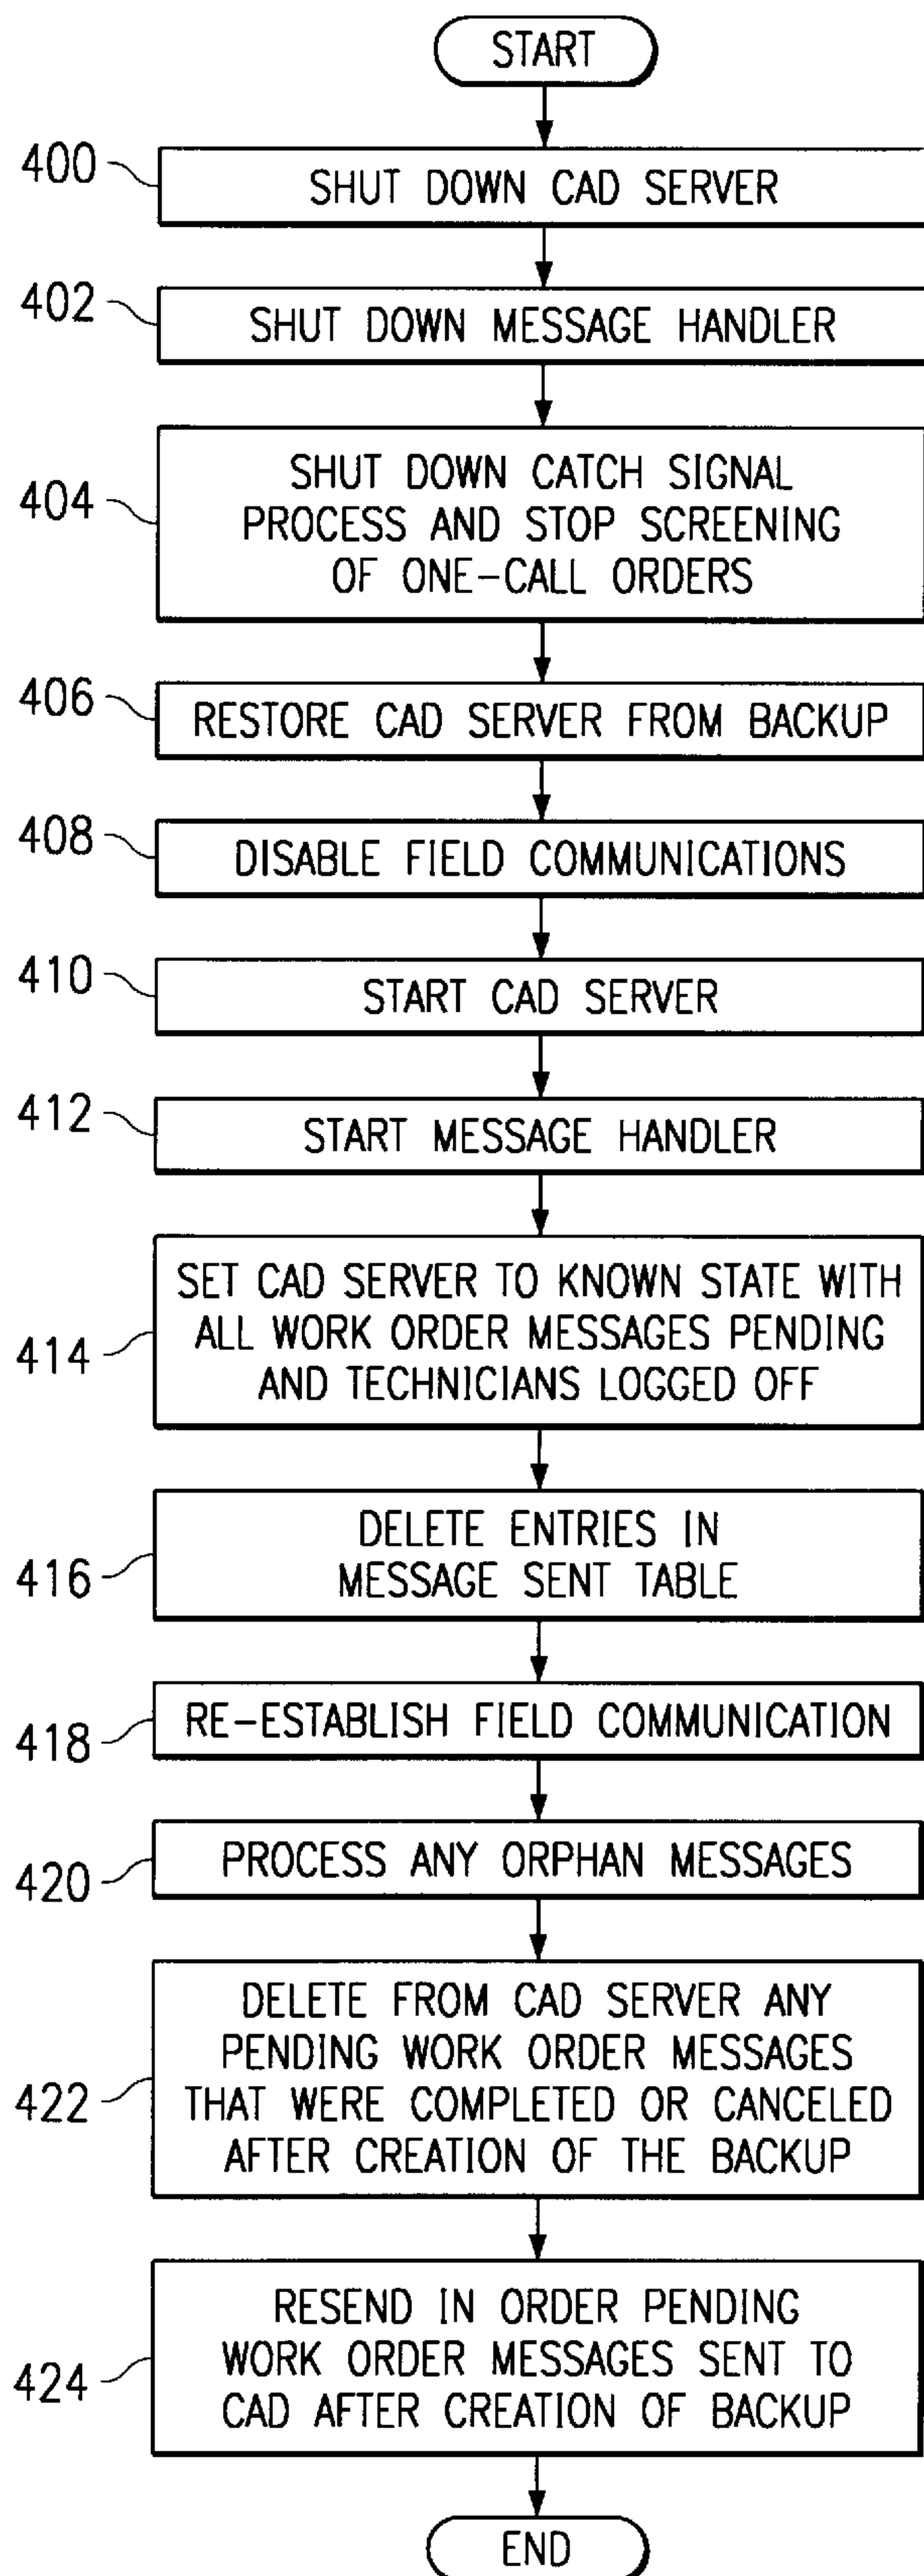 START
400
SHUT DOWN CAD SERVER
402
SHUT DOWN MESSAGE HANDLER
404
SHUT DOWN CATCH SIGNAL
PROCESS AND STOP SCREENING
OF ONE-CALL ORDERS
406
RESTORE CAD SERVER FROM BACKUP
408
DISABLE FIELD COMMUNICATIONS
410
START CAD SERVER
412
START MESSAGE HANDLER
414
SET CAD SERVER TO KNOWN STATE WITH
ALL WORK ORDER MESSAGES PENDING
AND TECHNICIANS LOGGED OFF
416
DELETE ENTRIES IN
MESSAGE SENT TABLE
418
RE-ESTABLISH FIELD COMMUNICATION
420
PROCESS ANY ORPHAN MESSAGES
422
DELETE FROM CAD SERVER ANY
PENDING WORK ORDER MESSAGES
THAT WERE COMPLETED OR CANCELED
AFTER CREATION OF THE BACKUP
424
RESEND IN ORDER PENDING
WORK ORDER MESSAGES SENT TO
CAD AFTER CREATION OF BACKUP
END